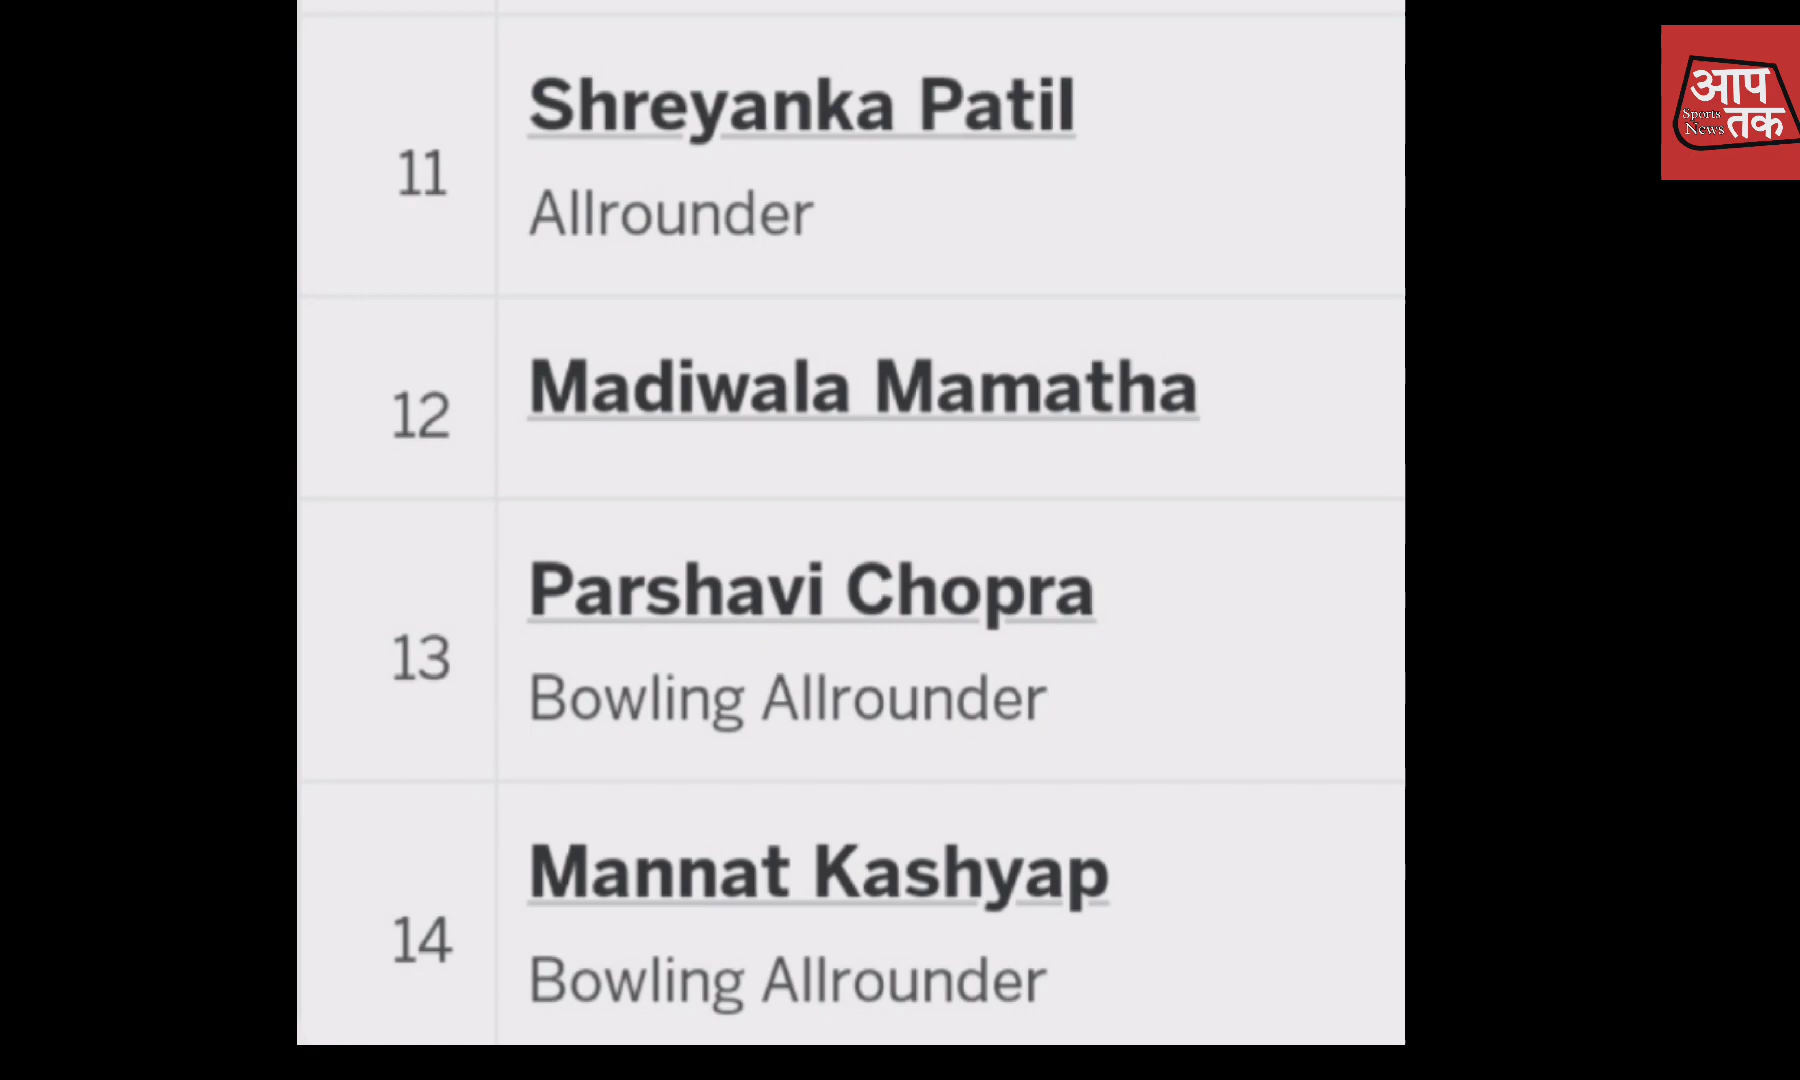 11
Shreyanka Patil
Allrounder
12
Madiwala Mamatha
13
Parshavi Chopra
Bowling Allrounder
14
Mannat Kashyap
Bowling Allrounder
आप
तक
Sports
News